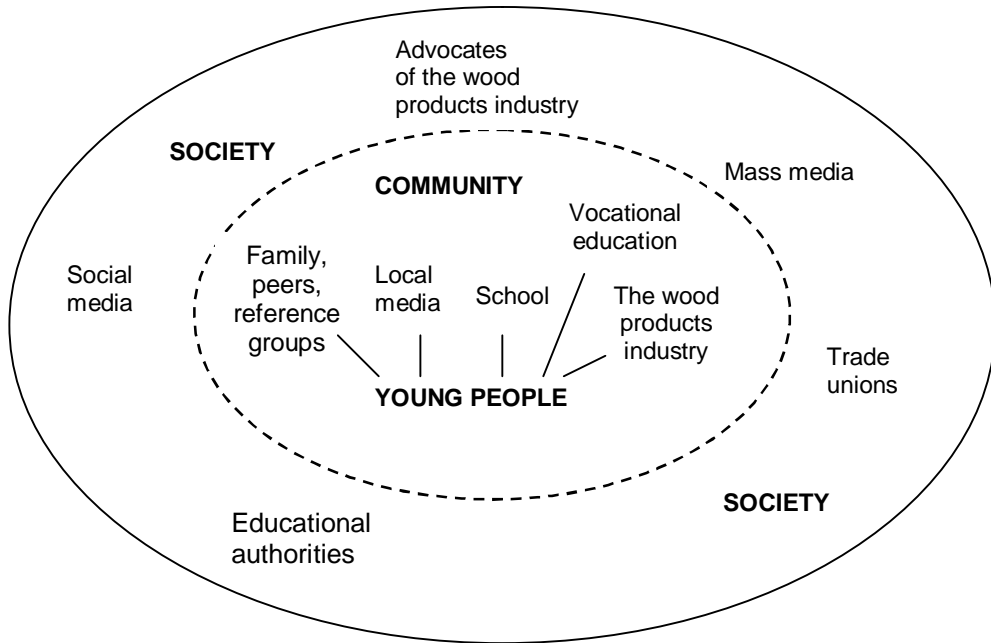 Advocates
of the wood
products industry
SOCIETY
COMMUNITY
Mass media
Vocational
education
Family,
peers,
reference
groups
Local
media
School
The wood
products
industry
Social
media
YOUNG PEOPLE
Trade
unions
SOCIETY
Educational
authorities